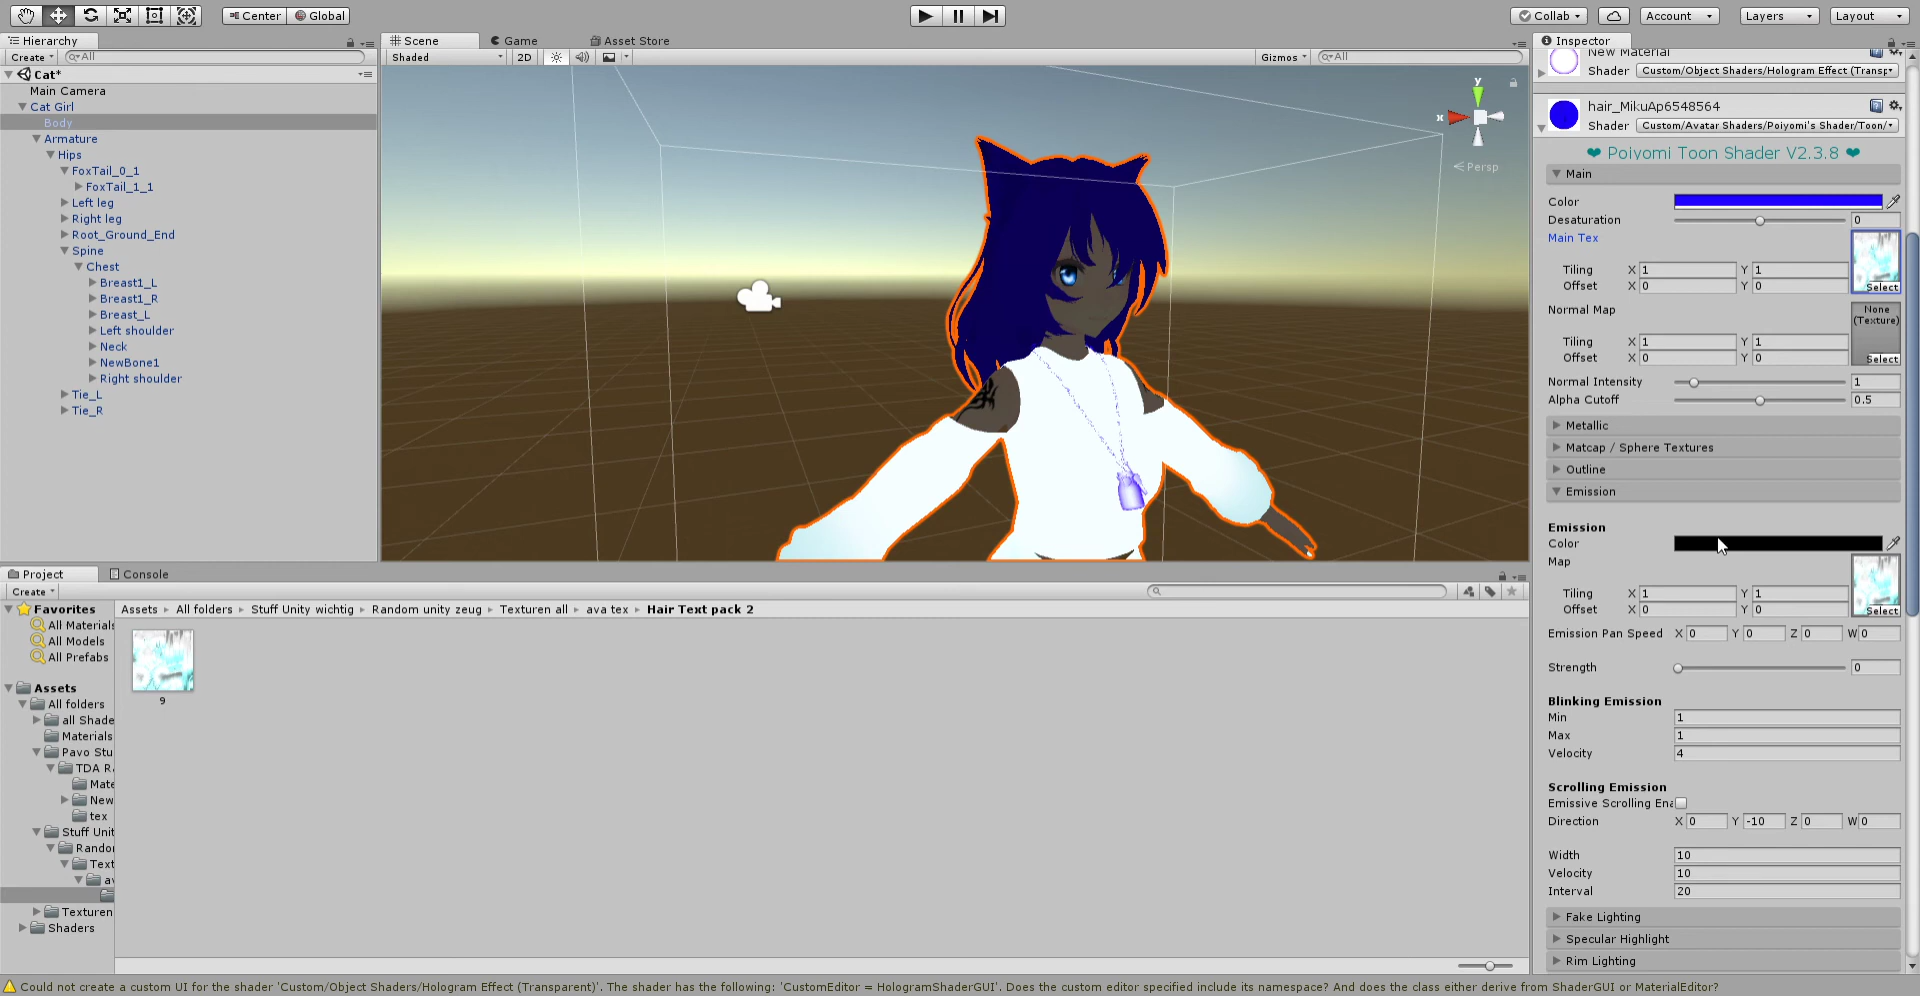 Center Global Collab Account Layers Layout
Hierarchy
Create All
Cat*
Main Camera
Cat Girl
Body
Armature
Hips
FoxTail_0_1
FoxTail_1_1
Left leg
Right leg
Root_Ground_End
Spine
Chest
Breast1_L
Breast1_R
Breast_L
Left shoulder
Neck
NewBone1
Right shoulder
Tie_L
Tie_R
Scene Game Asset Store
Shaded 2D Gizmos All
y
x
Persp
Project Console
Create
Favorites
All Materials
All Models
All Prefabs
Assets
All folders
all Shade
Materials
Pavo Stu
TDA R
Mate
New
tex
Stuff Unit
Rando
Text
av
Texturen
Shaders
Assets All folders Stuff Unity wichtig Random unity zeug Texturen all ava tex Hair Text pack 2
9
Inspector
New Material
Shader Custom/Object Shaders/Hologram Effect (Transp
hair_MikuAp6548564
Shader Custom/Avatar Shaders/Poiyomi's Shader/Toon/
❤ Poiyomi Toon Shader V2.3.8 ❤
Main
Color
Desaturation 0
Main Tex
Tiling X 1 Y 1
Offset X 0 Y 0
Select
Normal Map None
(Texture)
Tiling X 1 Y 1
Offset X 0 Y 0
Select
Normal Intensity 1
Alpha Cutoff 0.5
Metallic
Matcap / Sphere Textures
Outline
Emission
Emission
Color
Map
Tiling X 1 Y 1
Offset X 0 Y 0
Select
Emission Pan Speed X 0 Y 0 Z 0 W 0
Strength 0
Blinking Emission
Min 1
Max 1
Velocity 4
Scrolling Emission
Emissive Scrolling Ena
Direction X 0 Y -10 Z 0 W 0
Width 10
Velocity 10
Interval 20
Fake Lighting
Specular Highlight
Rim Lighting
Could not create a custom UI for the shader 'Custom/Object Shaders/Hologram Effect (Transparent)'. The shader has the following: 'CustomEditor = HologramShaderGUI'. Does the custom editor specified include its namespace? And does the class either derive from ShaderGUI or MaterialEditor?